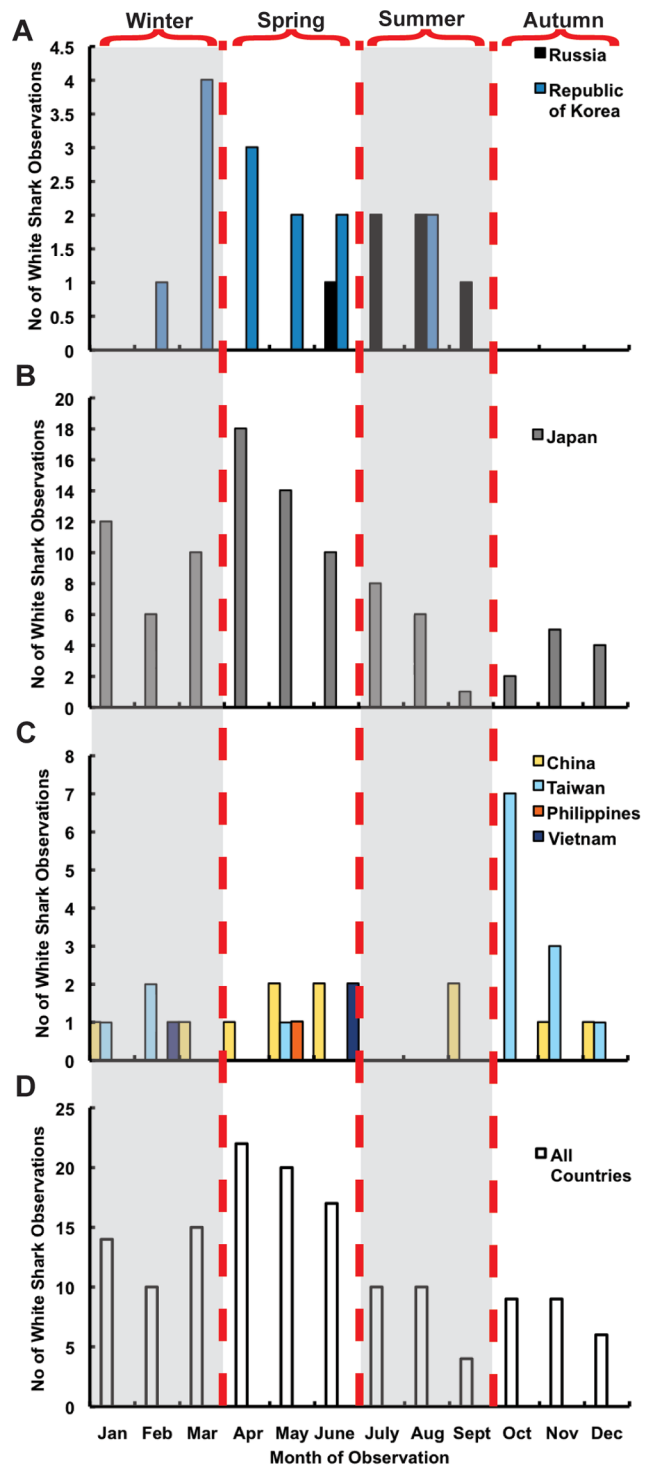 Winter Spring Summer Autumn
A
4.5
4
3.5
3
2.5
2
1.5
1
0.5
0
No of White Shark Observations
Russia
Republic
of Korea
B
20
18
16
14
12
10
8
6
4
2
0
No of White Shark Observations
Japan
C
8
7
6
5
4
3
2
1
0
No of White Shark Observations
China
Taiwan
Philippines
Vietnam
D
25
20
15
10
5
0
No of White Shark Observations
All
Countries
Jan Feb Mar Apr May June July Aug Sept Oct Nov Dec
Month of Observation